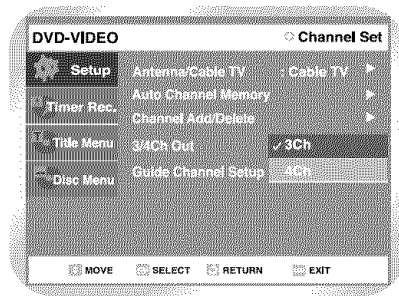 DVD-VIDEO
Channel Set
Setup
Antenna/Cable TV : Cable TV
Auto Channel Memory
Timer Rec.
Channel Add/Delete
Title Menu
3/4Ch Out ✓ 3Ch
Disc Menu
Guide Channel Setup 4Ch
MOVE SELECT RETURN EXIT